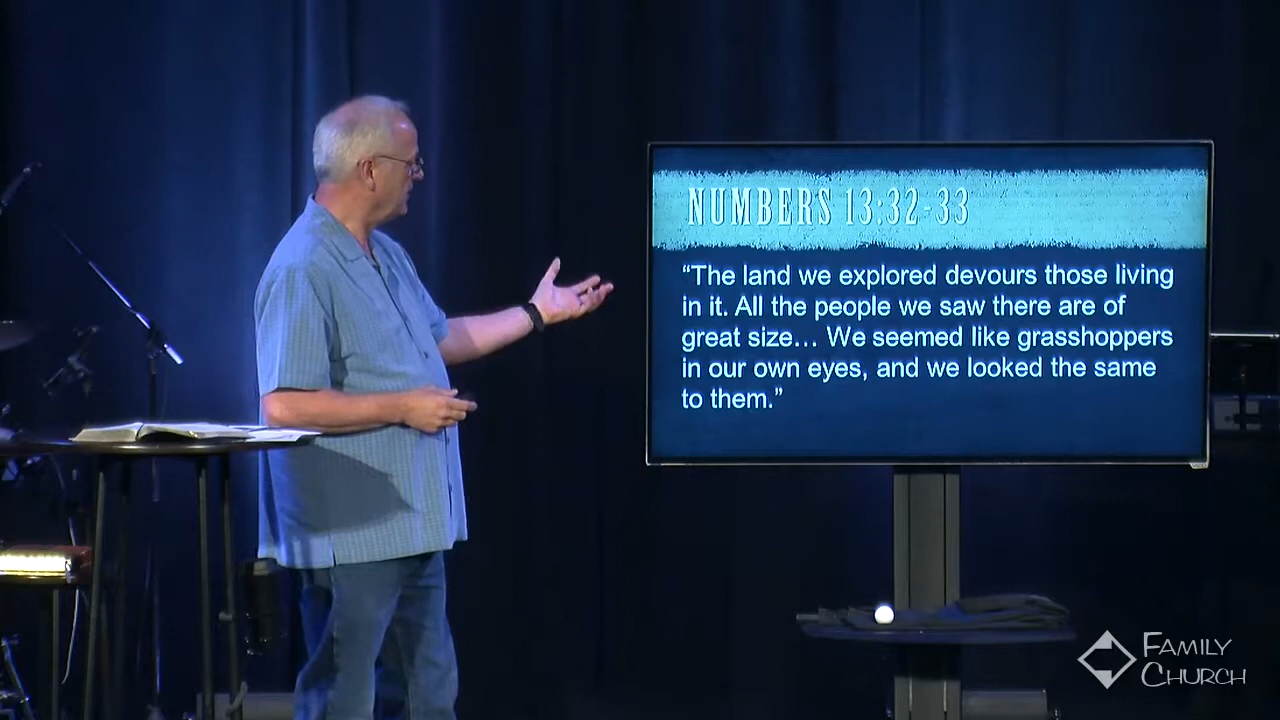 NUMBERS 13:32-33
“The land we explored devours those living
in it. All the people we saw there are of
great size... We seemed like grasshoppers
in our own eyes, and we looked the same
to them.”
FAMILY
CHURCH